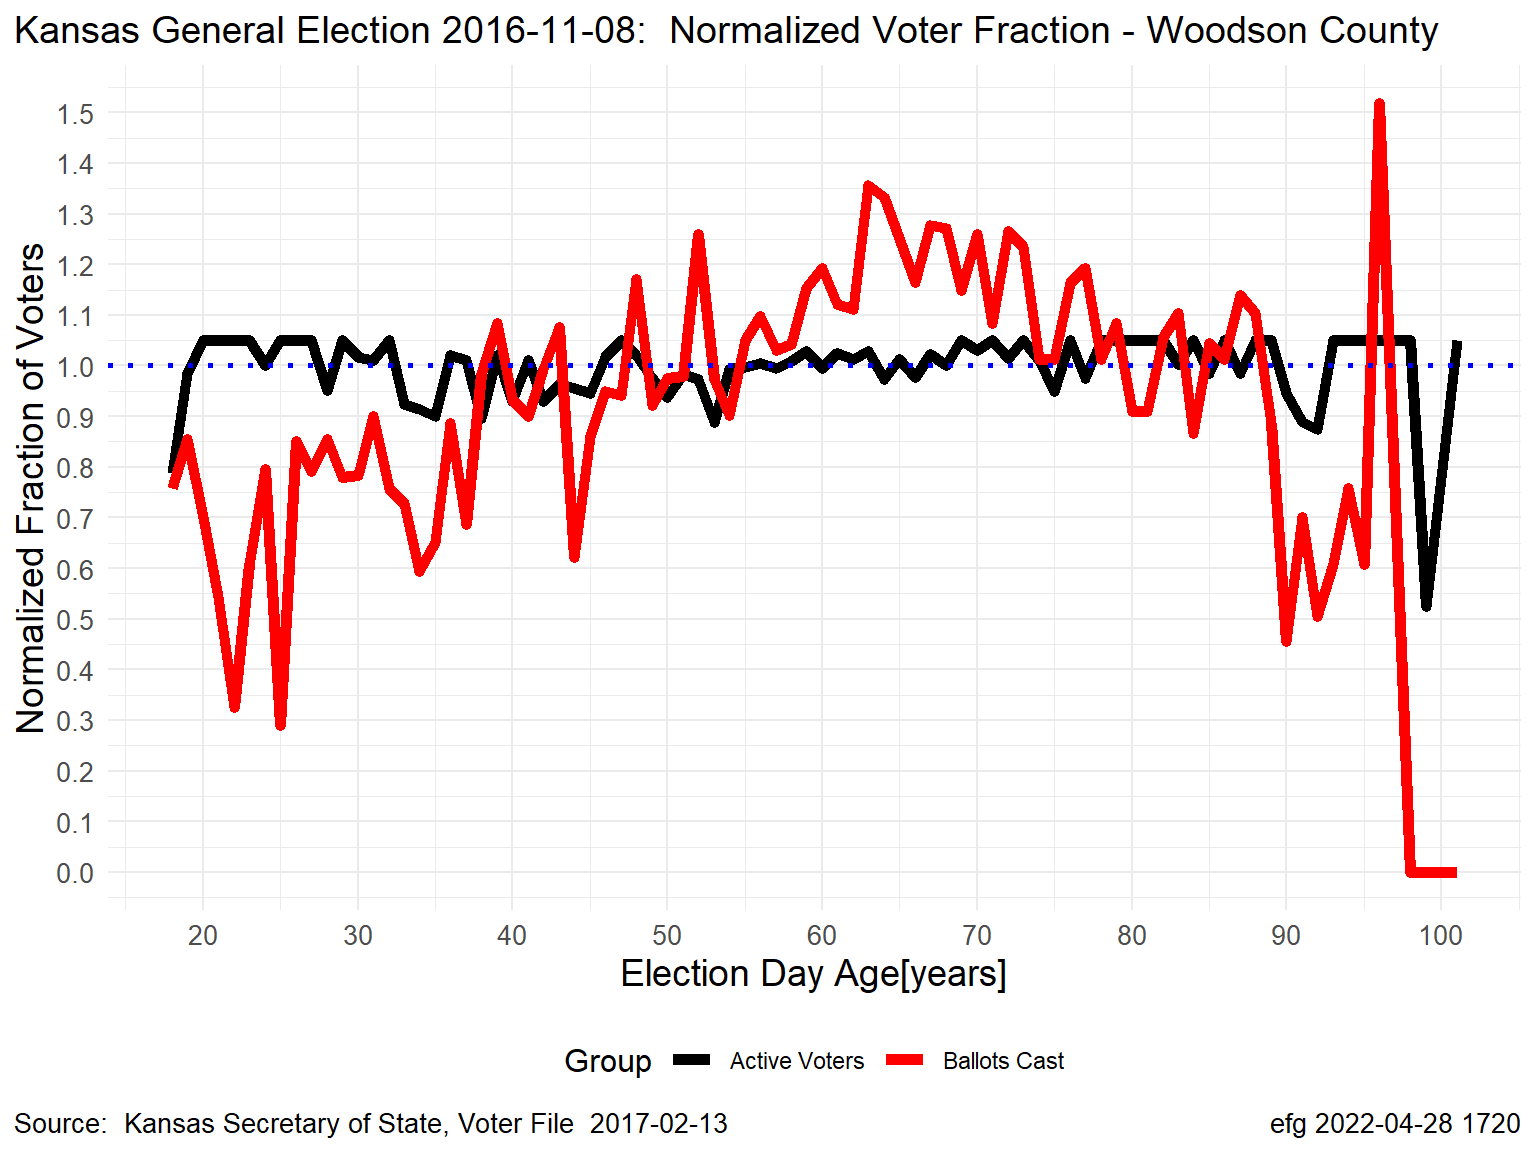 Kansas General Election 2016-11-08:  Normalized Voter Fraction - Woodson County
Normalized Fraction of Voters
1.5
1.4
1.3
1.2
1.1
1.0
0.9
0.8
0.7
0.6
0.5
0.4
0.3
0.2
0.1
0.0
20 30 40 50 60 70 80 90 100
Election Day Age[years]
Group Active Voters Ballots Cast
Source:  Kansas Secretary of State, Voter File  2017-02-13 efg 2022-04-28 1720